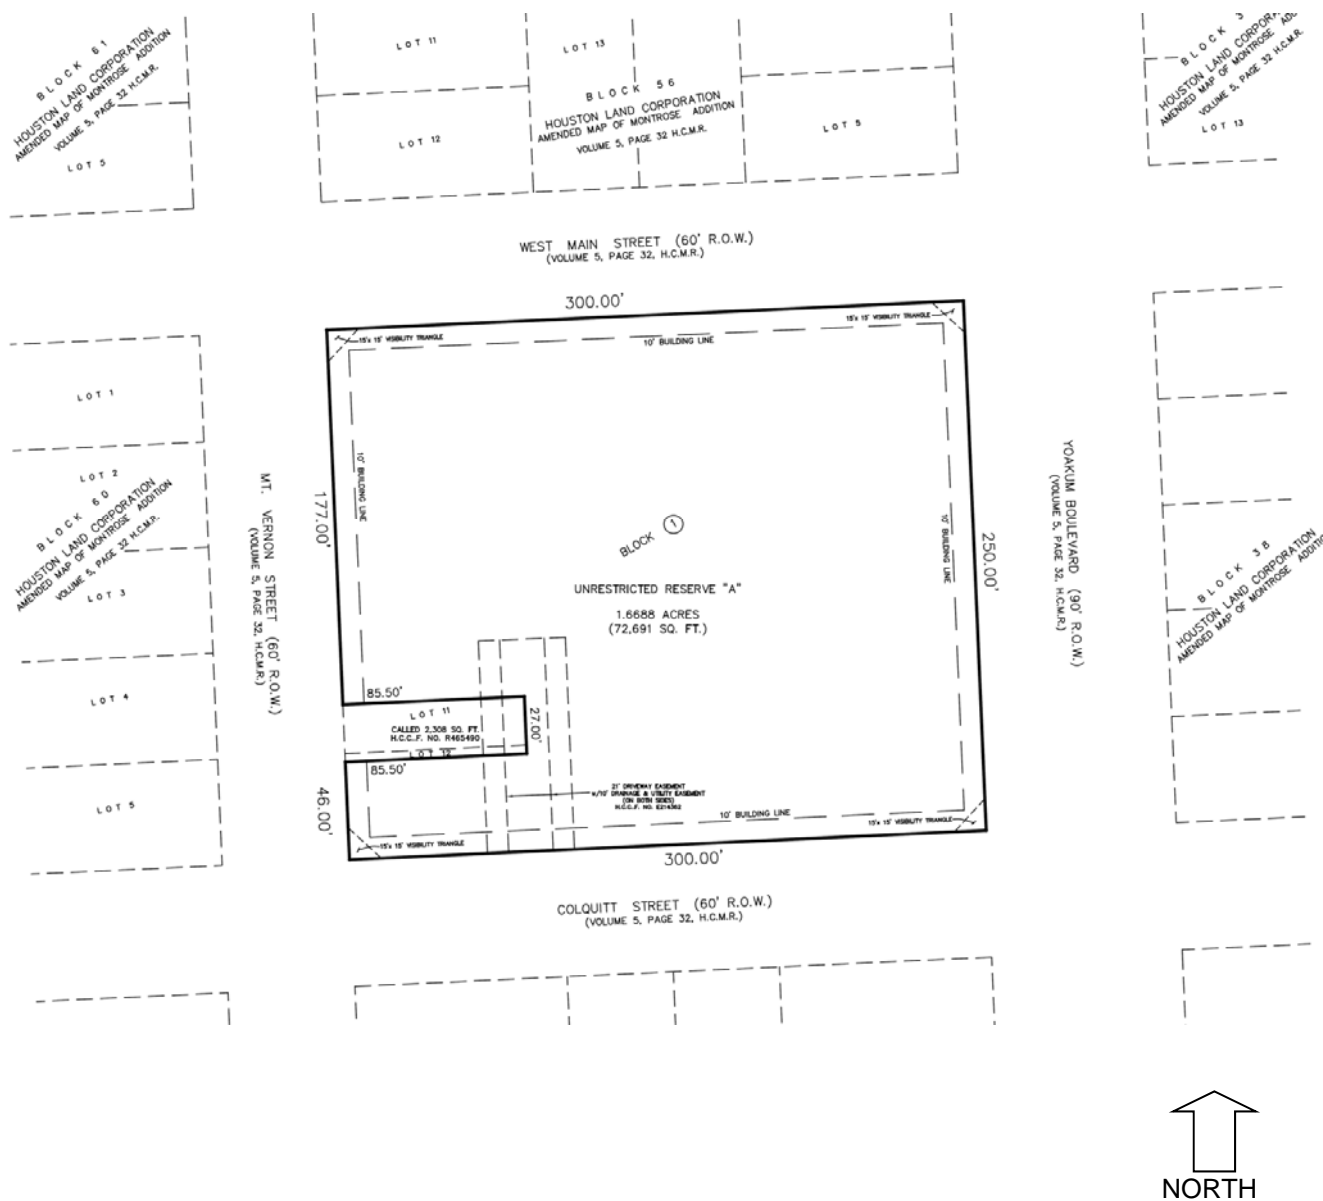 BLOCK 61
HOUSTON LAND CORPORATION
AMENDED MAP OF MONTROSE ADDITION
VOLUME 5, PAGE 32 H.C.M.R.
LOT 5
LOT 11
LOT 13
BLOCK 56
HOUSTON LAND CORPORATION
AMENDED MAP OF MONTROSE ADDITION
VOLUME 5, PAGE 32 H.C.M.R.
LOT 12
LOT 5
BLOCK 3
HOUSTON LAND CORPORA
AMENDED MAP OF MONTROSE ADD
VOLUME 5, PAGE 32 H.C.M.R.
LOT 13
WEST MAIN STREET (60' R.O.W.)
(VOLUME 5, PAGE 32, H.C.M.R.)
300.00'
15'x 15' VISIBILITY TRIANGLE
10' BUILDING LINE
15'x 15' VISIBILITY TRIANGLE
LOT 1
LOT 2
BLOCK 60
HOUSTON LAND CORPORATION
AMENDED MAP OF MONTROSE ADDITION
VOLUME 5, PAGE 32 H.C.M.R.
LOT 3
LOT 4
LOT 5
MT. VERNON STREET (60' R.O.W.)
(VOLUME 5, PAGE 32, H.C.M.R.)
177.00'
10' BUILDING LINE
BLOCK 1
UNRESTRICTED RESERVE "A"
1.6688 ACRES
(72,691 SQ. FT.)
10' BUILDING LINE
250.00'
YOAKUM BOULEVARD (90' R.O.W.)
(VOLUME 5, PAGE 32, H.C.M.R.)
BLOCK 38
HOUSTON LAND CORPORATION
AMENDED MAP OF MONTROSE ADDITIO
85.50'
LOT 11
CALLED 2,308 SQ. FT.
H.C.C.F. NO. R465490
LOT 12
27.00'
85.50'
46.00'
21' DRIVEWAY EASEMENT
w/10' DRAINAGE & UTILITY EASEMENT
(ON BOTH SIDES)
H.C.C.F. NO. E214362
10' BUILDING LINE
15'x 15' VISIBILITY TRIANGLE
15'x 15' VISIBILITY TRIANGLE
300.00'
COLQUITT STREET (60' R.O.W.)
(VOLUME 5, PAGE 32, H.C.M.R.)
NORTH